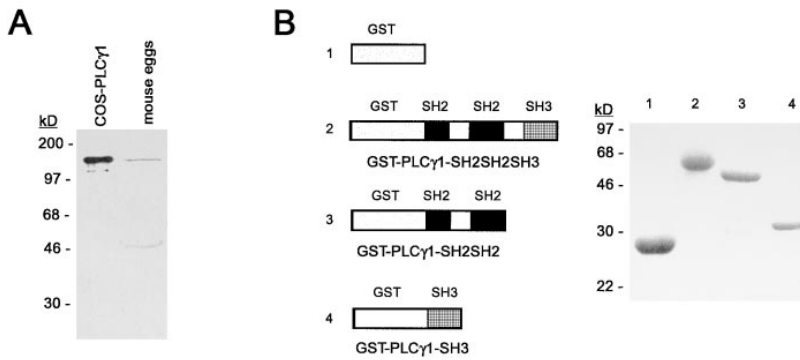 A
COS-PLCγ1
mouse eggs
kD
200 -
97 -
68 -
46 -
30 -
B
GST
1
GST SH2 SH2 SH3
2
GST-PLCγ1-SH2SH2SH3
GST SH2 SH2
3
GST-PLCγ1-SH2SH2
GST SH3
4
GST-PLCγ1-SH3
kD 1 2 3 4
97 -
68 -
46 -
30 -
22 -